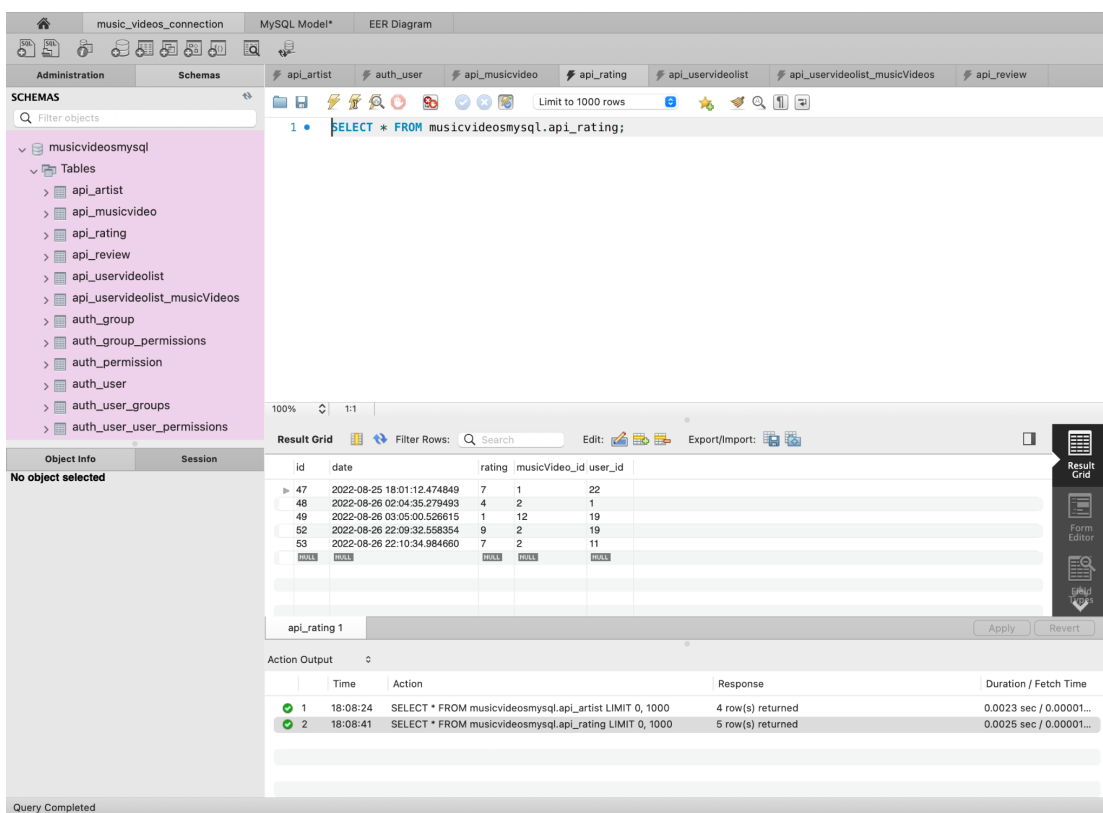 music_videos_connection MySQL Model* EER Diagram
SQL SQL
Administration Schemas api_artist auth_user api_musicvideo api_rating api_uservideolist api_uservideolist_musicVideos api_review
SCHEMAS
Filter objects
Limit to 1000 rows
1 SELECT * FROM musicvideosmysql.api_rating;
musicvideosmysql
Tables
api_artist
api_musicvideo
api_rating
api_review
api_uservideolist
api_uservideolist_musicVideos
auth_group
auth_group_permissions
auth_permission
auth_user
auth_user_groups
auth_user_user_permissions
100% 1:1
Result Grid Filter Rows: Search Edit: Export/Import:
Object Info Session
No object selected
id date rating musicVideo_id user_id
47 2022-08-25 18:01:12.474849 7 1 22
48 2022-08-26 02:04:35.279493 4 2 1
49 2022-08-26 03:05:00.526615 1 12 19
52 2022-08-26 22:09:32.558354 9 2 19
53 2022-08-26 22:10:34.984660 7 2 11
NULL NULL NULL NULL NULL
Result
Grid
Form
Editor
Field
Types
api_rating 1 Apply Revert
Action Output
Time Action Response Duration / Fetch Time
1 18:08:24 SELECT * FROM musicvideosmysql.api_artist LIMIT 0, 1000 4 row(s) returned 0.0023 sec / 0.00001...
2 18:08:41 SELECT * FROM musicvideosmysql.api_rating LIMIT 0, 1000 5 row(s) returned 0.0025 sec / 0.00001...
Query Completed